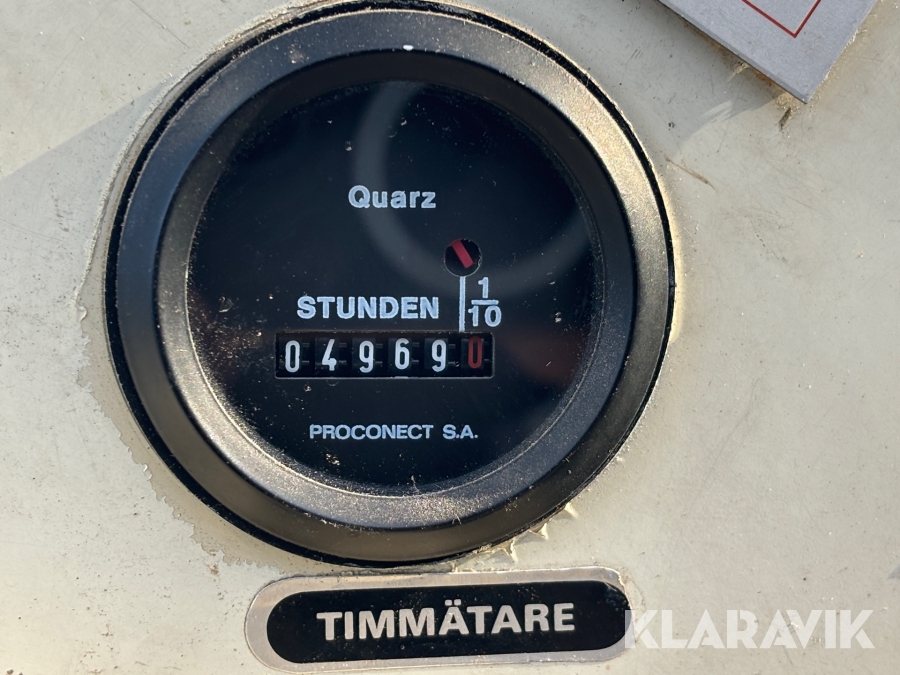 Quarz
STUNDEN 1/10
049690
PROCONECT S.A.
TIMMÄTARE
KLARAVIK